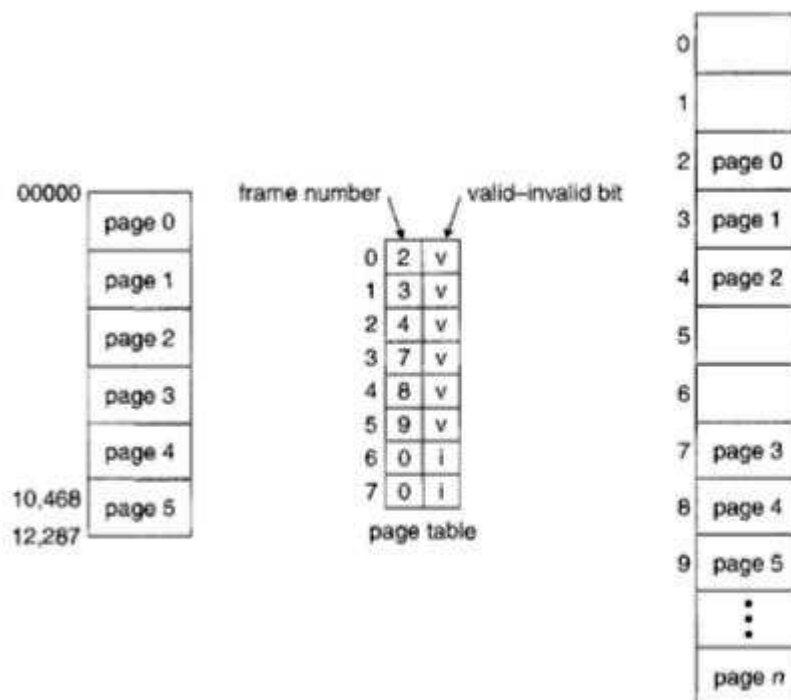 00000
page 0
page 1
page 2
page 3
page 4
10,468
page 5
12,287
frame number
valid–invalid bit
0 2 v
1 3 v
2 4 v
3 7 v
4 8 v
5 9 v
6 0 i
7 0 i
page table
0
1
2 page 0
3 page 1
4 page 2
5
6
7 page 3
8 page 4
9 page 5
page n